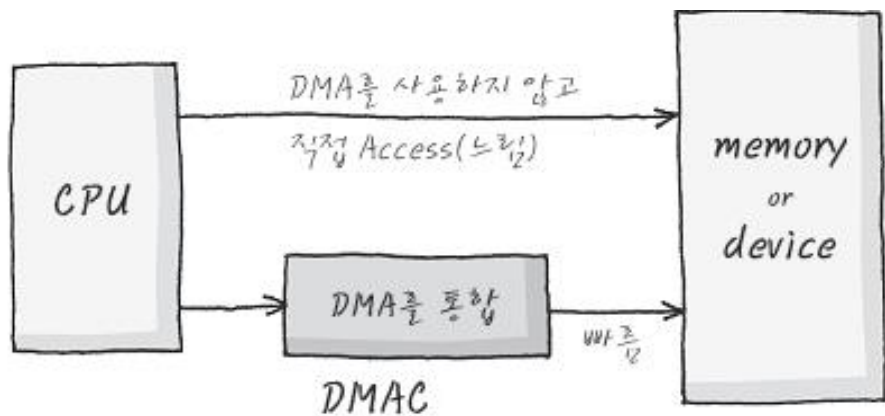 DMA를 사용하지 않고
직접 Access(느림)
CPU
memory
or
device
DMA를 통함
빠름
DMAC